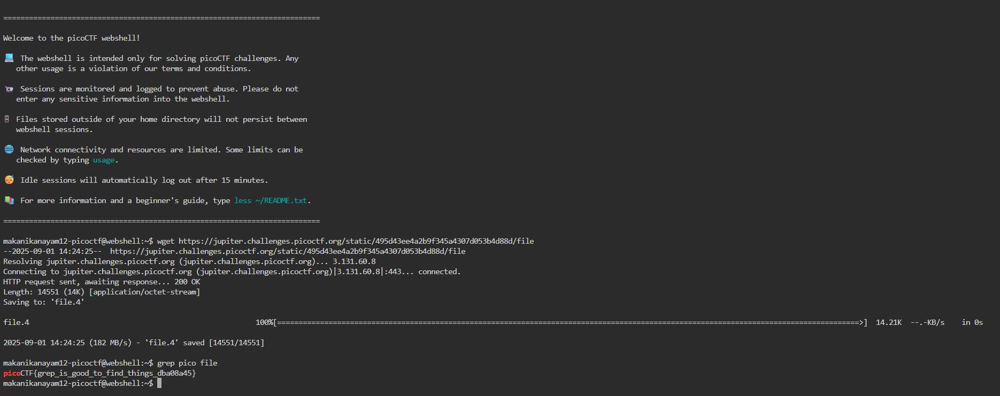 ==========================================================================
Welcome to the picoCTF webshell!
The webshell is intended only for solving picoCTF challenges. Any
other usage is a violation of our terms and conditions.
Sessions are monitored and logged to prevent abuse. Please do not
enter any sensitive information into the webshell.
Files stored outside of your home directory will not persist between
webshell sessions.
Network connectivity and resources are limited. Some limits can be
checked by typing usage.
Idle sessions will automatically log out after 15 minutes.
For more information and a beginner's guide, type less ~/README.txt.
==========================================================================
makanikanayam12-picoctf@webshell:~$ wget https://jupiter.challenges.picoctf.org/static/495d43ee4a2b9f345a4307d053b4d88d/file
--2025-09-01 14:24:25--  https://jupiter.challenges.picoctf.org/static/495d43ee4a2b9f345a4307d053b4d88d/file
Resolving jupiter.challenges.picoctf.org (jupiter.challenges.picoctf.org)... 3.131.60.8
Connecting to jupiter.challenges.picoctf.org (jupiter.challenges.picoctf.org)|3.131.60.8|:443... connected.
HTTP request sent, awaiting response... 200 OK
Length: 14551 (14K) [application/octet-stream]
Saving to: 'file.4'
file.4 100%[========================================================================================================================================>] 14.21K --.-KB/s in 0s
2025-09-01 14:24:25 (182 MB/s) - 'file.4' saved [14551/14551]
makanikanayam12-picoctf@webshell:~$ grep pico file
picoCTF{grep_is_good_to_find_things_dba08a45}
makanikanayam12-picoctf@webshell:~$